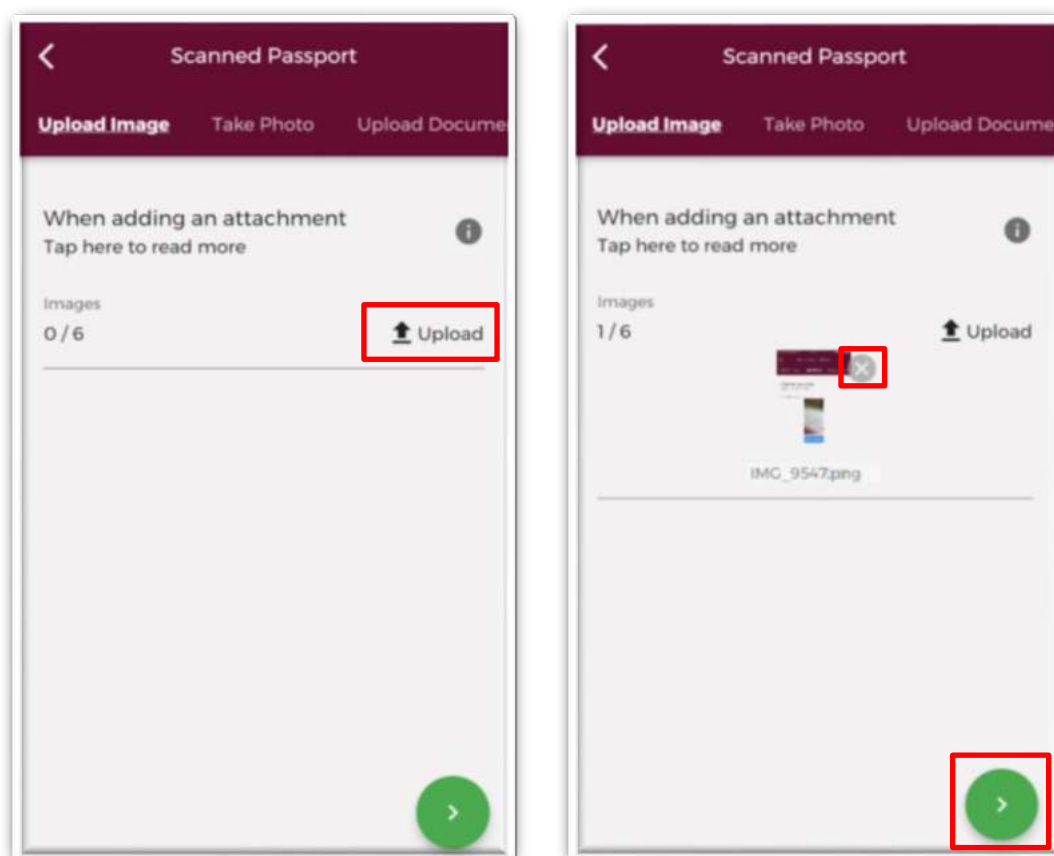 Scanned Passport
Upload Image Take Photo Upload Docume
When adding an attachment
Tap here to read more
Images
0 / 6 Upload
Scanned Passport
Upload Image Take Photo Upload Docume
When adding an attachment
Tap here to read more
Images
1 / 6 Upload
IMG_9547.png